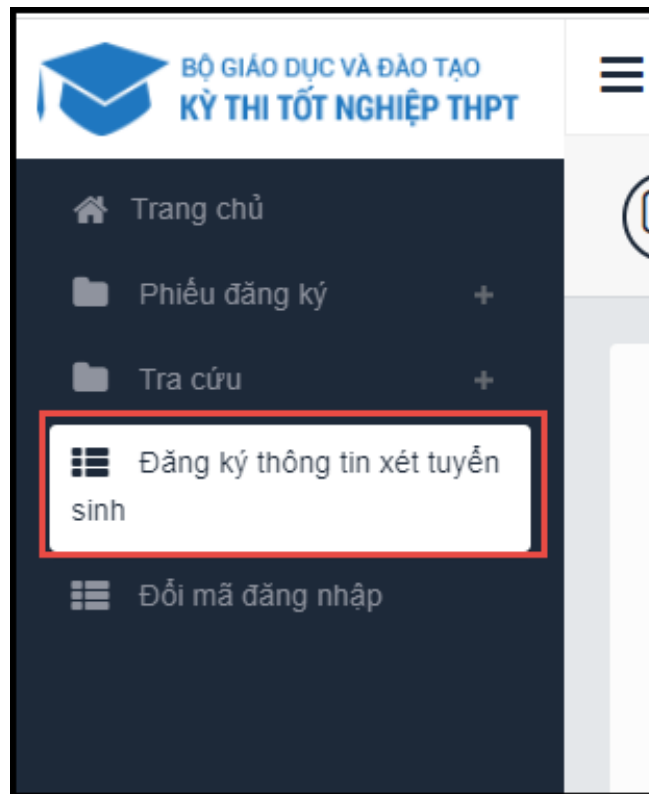 BỘ GIÁO DỤC VÀ ĐÀO TẠO
KỲ THI TỐT NGHIỆP THPT
Trang chủ
Phiếu đăng ký
Tra cứu
Đăng ký thông tin xét tuyển
sinh
Đổi mã đăng nhập